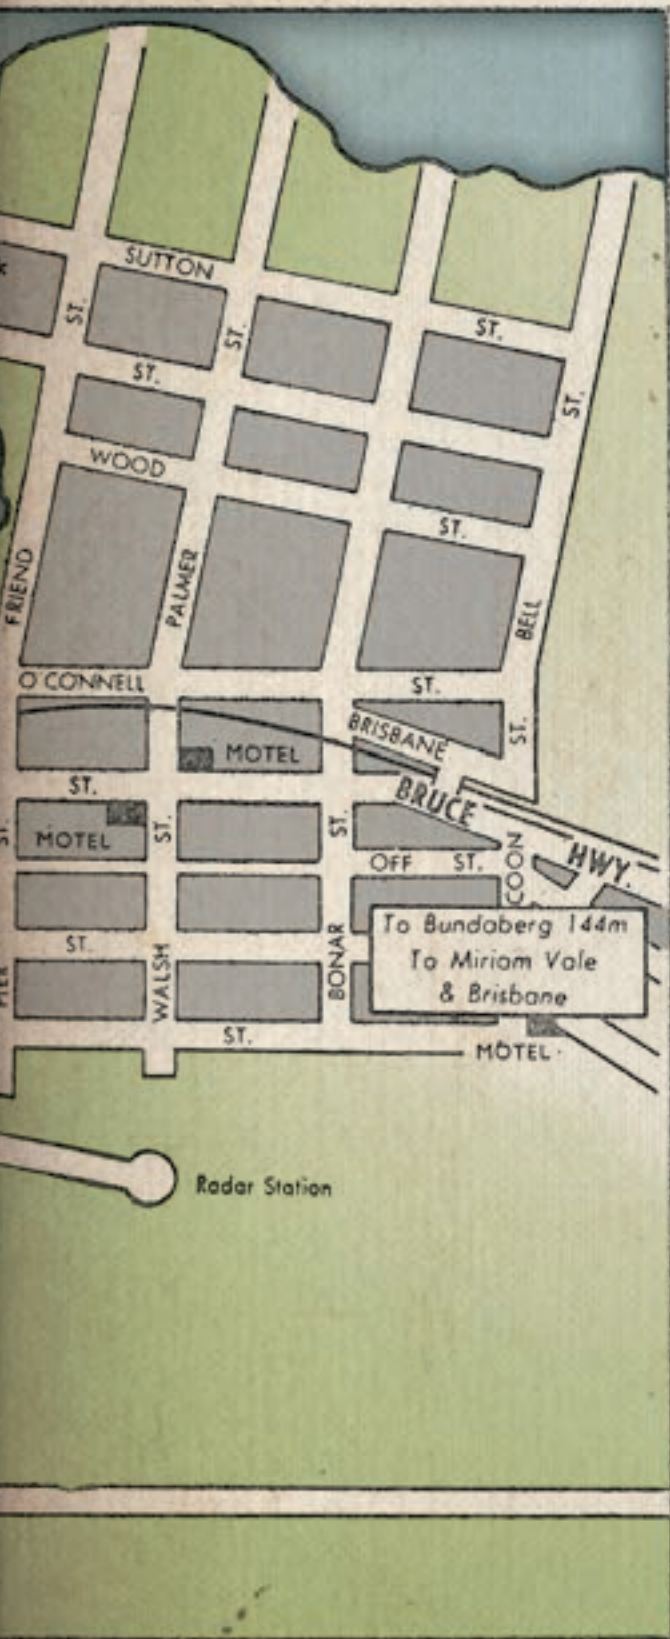 SUTTON
ST.
ST.
ST.
ST.
ST.
WOOD
ST.
FRIEND
PALMER
BELL
O'CONNELL
ST.
ST.
BRISBANE
MOTEL
ST.
BRUCE
HWY.
MOTEL
ST.
ST.
ST.
OFF ST.
COON
To Bundaberg 144m
To Miriam Vale
& Brisbane
ST.
WALSH
BONAR
ST.
MOTEL
Radar Station